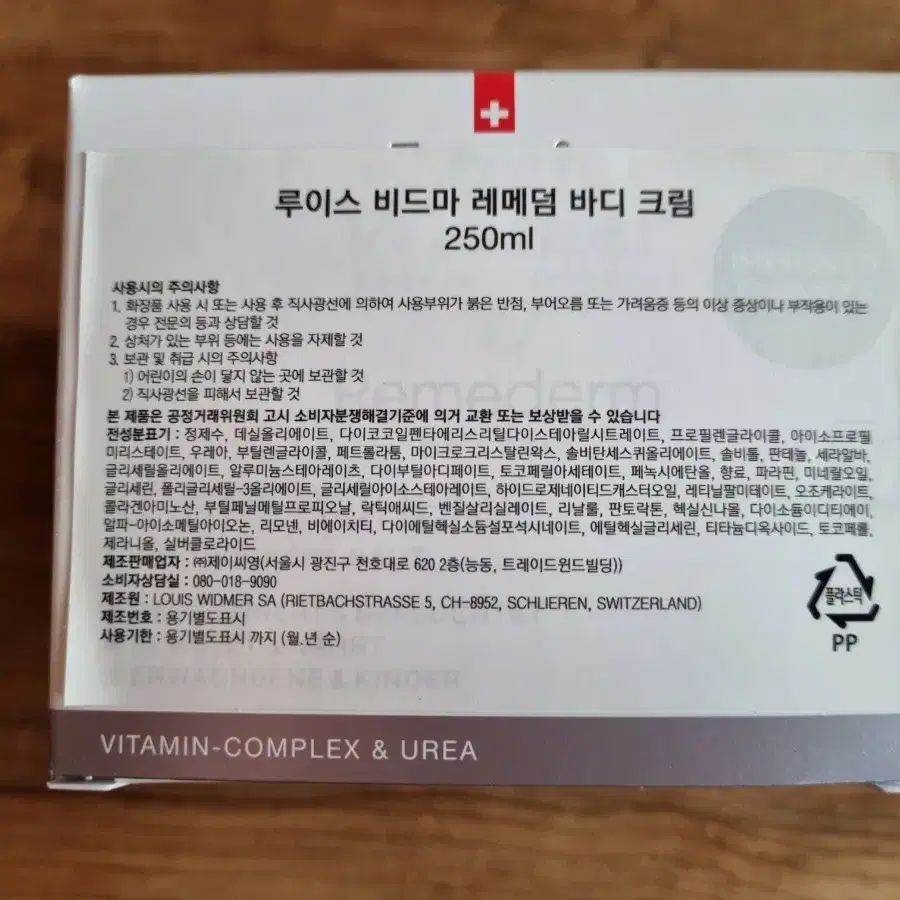 루이스 비드마 레메덤 바디 크림
250ml
사용시의 주의사항
1. 화장품 사용 시 또는 사용 후 직사광선에 의하여 사용부위가 붉은 반점, 부어오름 또는 가려움증 등의 이상 증상이나 부작용이 있는
경우 전문의 등과 상담할 것
2. 상처가 있는 부위 등에는 사용을 자제할 것
3. 보관 및 취급 시의 주의사항
1) 어린이의 손이 닿지 않는 곳에 보관할 것
2) 직사광선을 피해서 보관할 것
Remederm
본 제품은 공정거래위원회 고시 소비자분쟁해결기준에 의거 교환 또는 보상받을 수 있습니다
전성분표기 : 정제수, 데실올리에이트, 다이코코일펜타에리스리틸다이스테아릴시트레이트, 프로필렌글라이콜, 아이소프로필
미리스테이트, 우레아, 부틸렌글라이콜, 페트롤라툼, 마이크로크리스탈린왁스, 솔비탄세스퀴올리에이트, 솔비톨, 판테놀, 세라알바,
글리세릴올리에이트, 알루미늄스테아레이츠, 다이부틸아디페이트, 토코페릴아세테이트, 페녹시에탄올, 향료, 파라핀, 미네랄오일,
글리세린, 폴리글리세릴-3올리에이트, 글리세릴아이소스테아레이트, 하이드로제네이티드캐스터오일, 레티닐팔미테이트, 오조케라이트,
콜라겐아미노산, 부틸페닐메틸프로피오날, 락틱애씨드, 벤질살리실레이트, 리날룰, 판토락톤, 헥실신나몰, 다이소듐이디티에이,
알파-아이소메틸아이오논, 리모넨, 비에이치티, 다이에틸헥실소듐설포석시네이트, 에틸헥실글리세린, 티타늄디옥사이드, 토코페롤,
제라니올, 실버클로라이드
제조판매업자 : ㈜제이씨영(서울시 광진구 천호대로 620 2층(능동, 트레이드윈드빌딩))
소비자상담실 : 080-018-9090
제조원 : LOUIS WIDMER SA (RIETBACHSTRASSE 5, CH-8952, SCHLIEREN, SWITZERLAND)
제조번호 : 용기별도표시
사용기한 : 용기별도표시 까지 (월.년 순)
플라스틱
PP
ERWACHSENE & KINDER
VITAMIN-COMPLEX & UREA